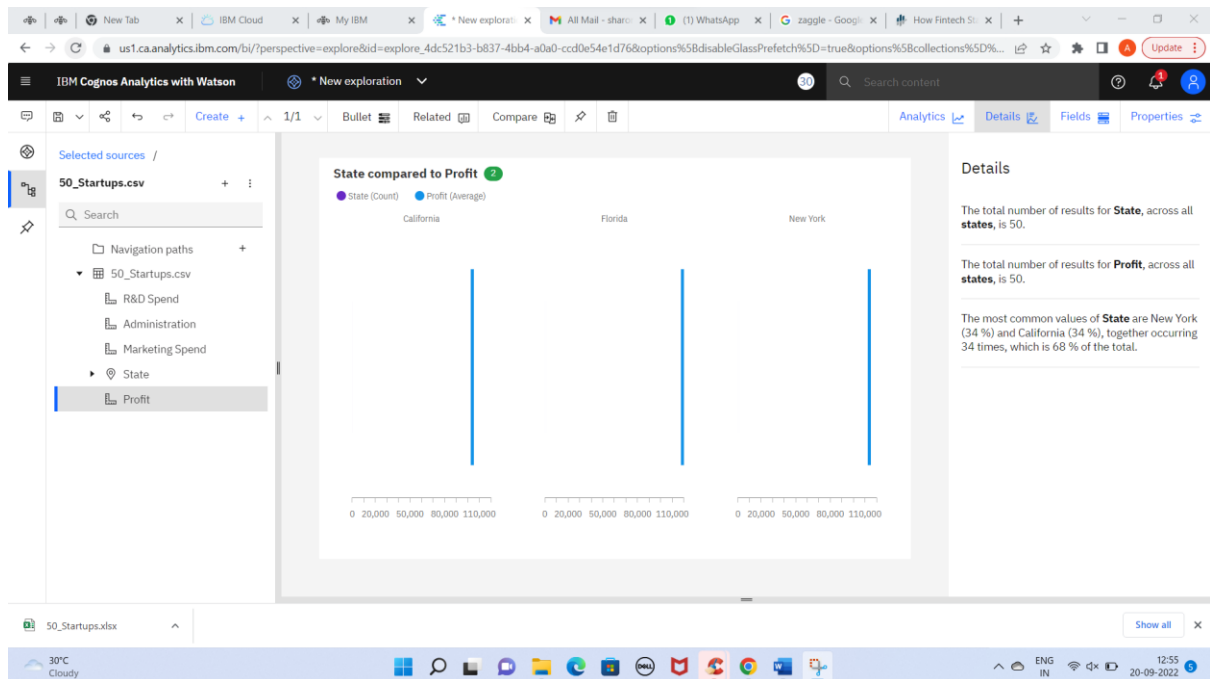 New Tab
IBM Cloud
My IBM
* New explorati
All Mail - sharo
(1) WhatsApp
zaggle - Google
How Fintech St
us1.ca.analytics.ibm.com/bi/?perspective=explore&id=explore_4dc521b3-b837-4bb4-a0a0-ccd0e54e1d76&options%5BdisableGlassPrefetch%5D=true&options%5Bcollections%5D%...
A
Update
IBM Cognos Analytics with Watson
* New exploration
30
Search content
Create +
1/1
Bullet
Related
Compare
Analytics
Details
Fields
Properties
Selected sources /
50_Startups.csv
Search
Navigation paths
50_Startups.csv
R&D Spend
Administration
Marketing Spend
State
Profit
State compared to Profit 2
State (Count) Profit (Average)
California Florida New York
0 20,000 50,000 80,000 110,000 0 20,000 50,000 80,000 110,000 0 20,000 50,000 80,000 110,000
Details
The total number of results for State, across all
states, is 50.
The total number of results for Profit, across all
states, is 50.
The most common values of State are New York
(34 %) and California (34 %), together occurring
34 times, which is 68 % of the total.
50_Startups.xlsx
Show all
30°C
Cloudy
DELL
ENG
IN
12:55
20-09-2022
5